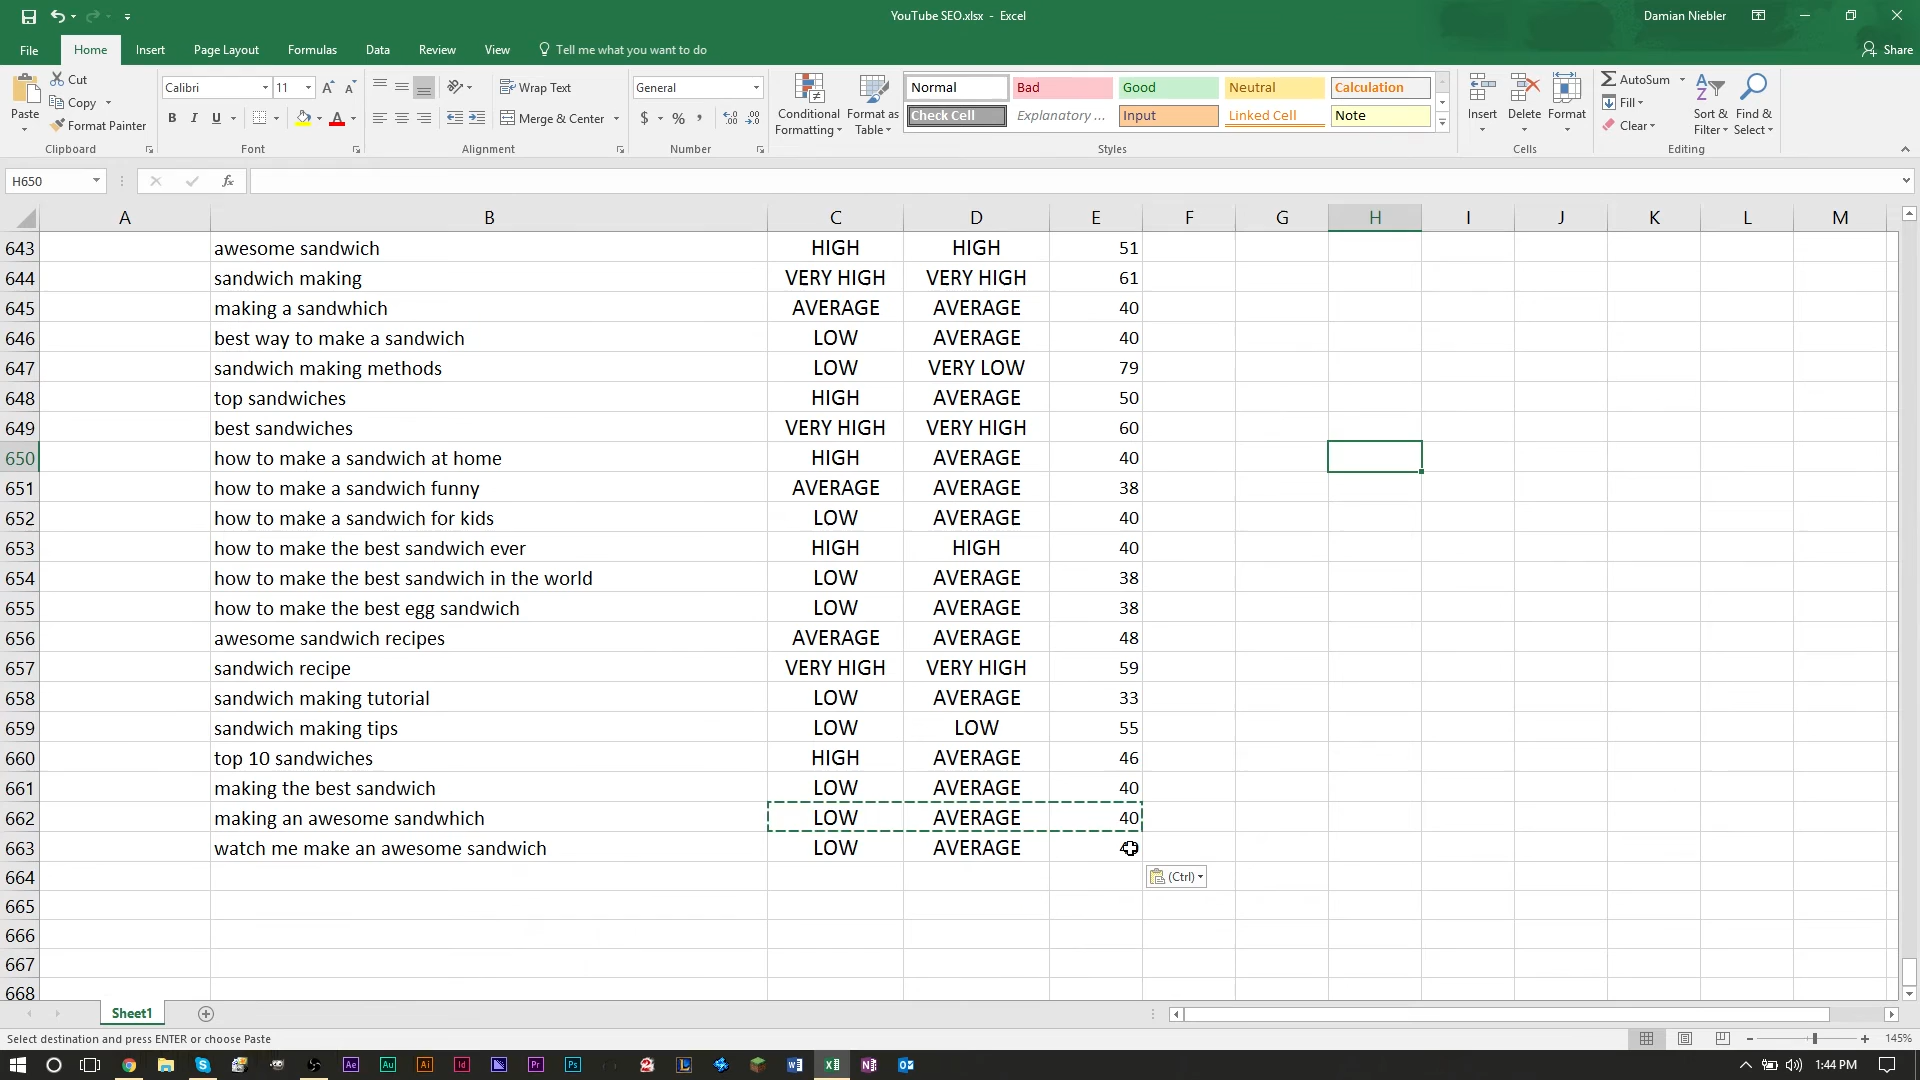 YouTube SEO.xlsx - Excel
Damian Niebler
File Home Insert Page Layout Formulas Data Review View Tell me what you want to do
Share
Paste
Cut
Copy
Format Painter
Clipboard
Calibri 11
B I U
Font
Wrap Text
Merge & Center
Alignment
General
$ % ,
Number
Conditional Formatting
Format as Table
Normal Bad Good Neutral Calculation
Check Cell Explanatory ... Input Linked Cell Note
Styles
Insert Delete Format
Cells
AutoSum
Fill
Clear
Sort & Filter
Find & Select
Editing
H650
fx
A B C D E F G H I J K L M
643 awesome sandwich HIGH HIGH 51
644 sandwich making VERY HIGH VERY HIGH 61
645 making a sandwhich AVERAGE AVERAGE 40
646 best way to make a sandwich LOW AVERAGE 40
647 sandwich making methods LOW VERY LOW 79
648 top sandwiches HIGH AVERAGE 50
649 best sandwiches VERY HIGH VERY HIGH 60
650 how to make a sandwich at home HIGH AVERAGE 40
651 how to make a sandwich funny AVERAGE AVERAGE 38
652 how to make a sandwich for kids LOW AVERAGE 40
653 how to make the best sandwich ever HIGH HIGH 40
654 how to make the best sandwich in the world LOW AVERAGE 38
655 how to make the best egg sandwich LOW AVERAGE 38
656 awesome sandwich recipes AVERAGE AVERAGE 48
657 sandwich recipe VERY HIGH VERY HIGH 59
658 sandwich making tutorial LOW AVERAGE 33
659 sandwich making tips LOW LOW 55
660 top 10 sandwiches HIGH AVERAGE 46
661 making the best sandwich LOW AVERAGE 40
662 making an awesome sandwhich LOW AVERAGE 40
663 watch me make an awesome sandwich LOW AVERAGE
664
(Ctrl)
665
666
667
668
Sheet1
Select destination and press ENTER or choose Paste
145%
Ae Au Ai Id Pr Ps
1:44 PM